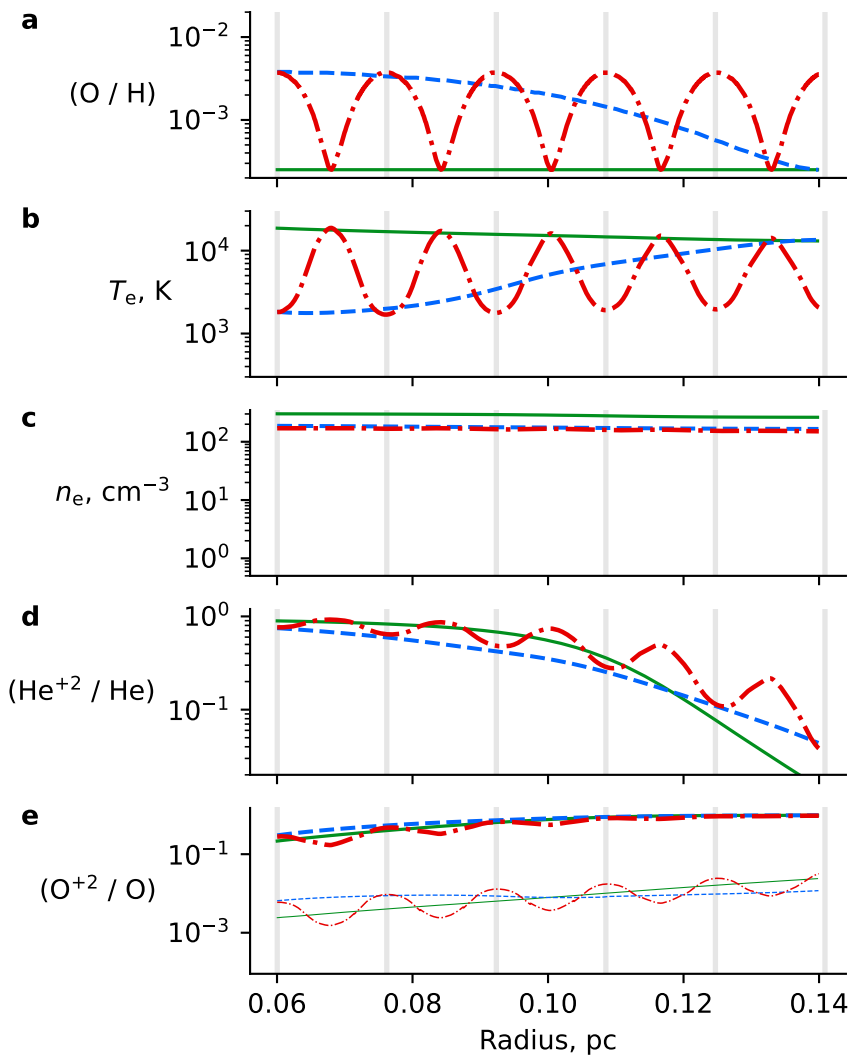 a
10⁻²
(O / H)
10⁻³
b
10⁴
Tₑ, K
10³
c
10²
nₑ, cm⁻³
10¹
10⁰
d
10⁰
(He⁺² / He)
10⁻¹
e
10⁻¹
(O⁺² / O)
10⁻³
0.06 0.08 0.10 0.12 0.14
Radius, pc